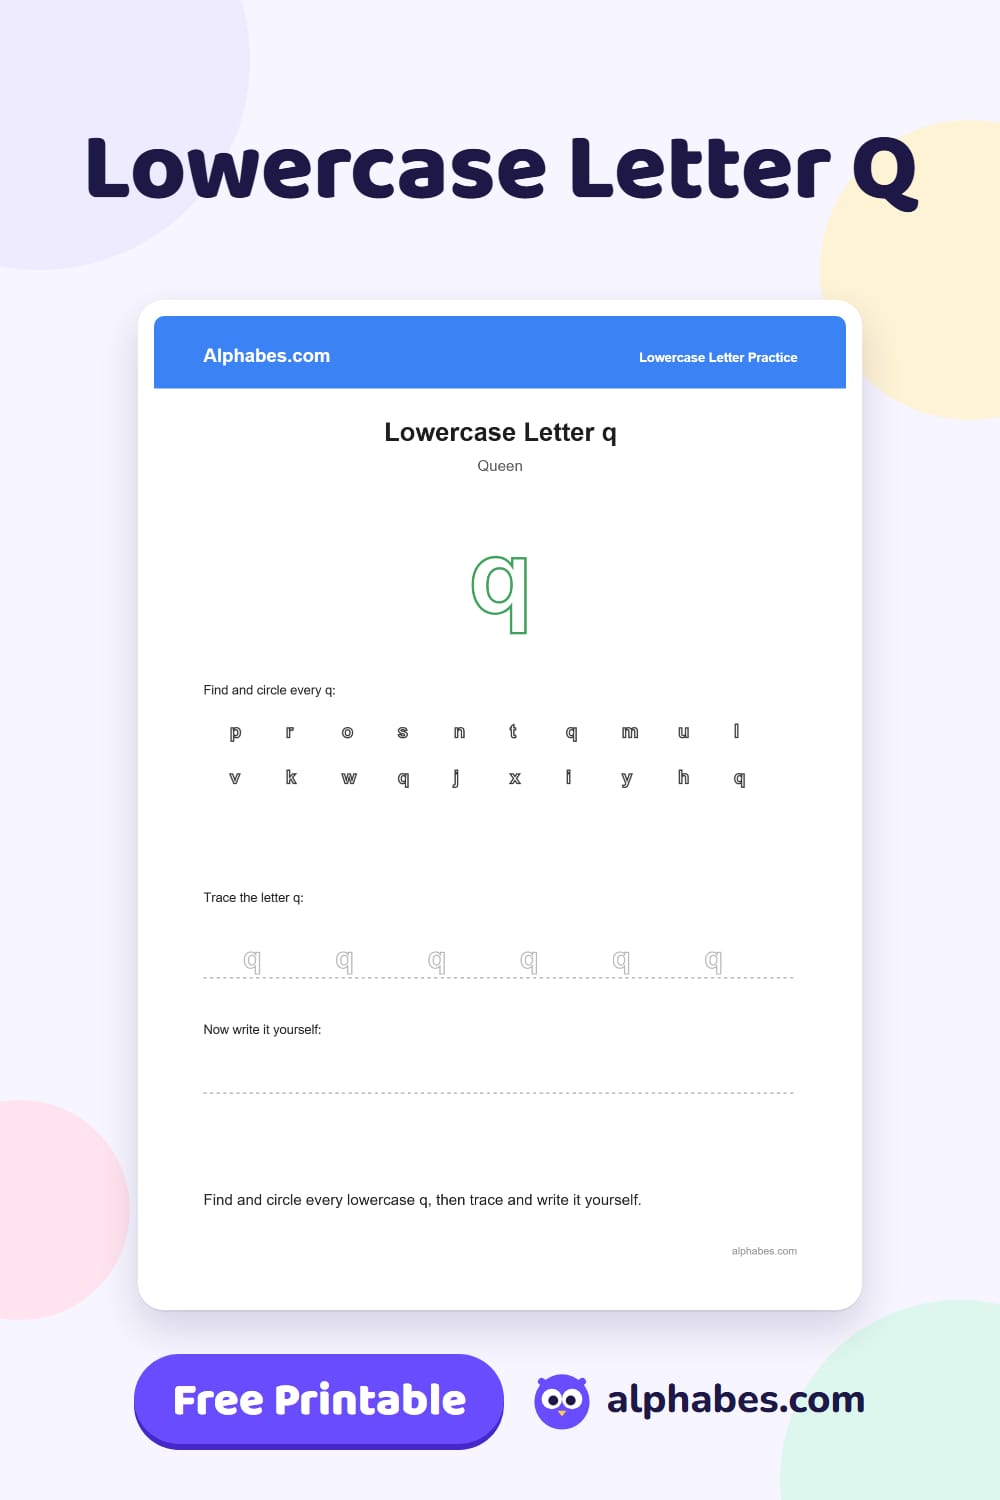 Lowercase Letter Q
Alphabes.com
Lowercase Letter Practice
Lowercase Letter q
Queen
q
Find and circle every q:
p r o s n t q m u l
v k w q j x i y h q
Trace the letter q:
q q q q q q
Now write it yourself:
Find and circle every lowercase q, then trace and write it yourself.
alphabes.com
Free Printable
alphabes.com